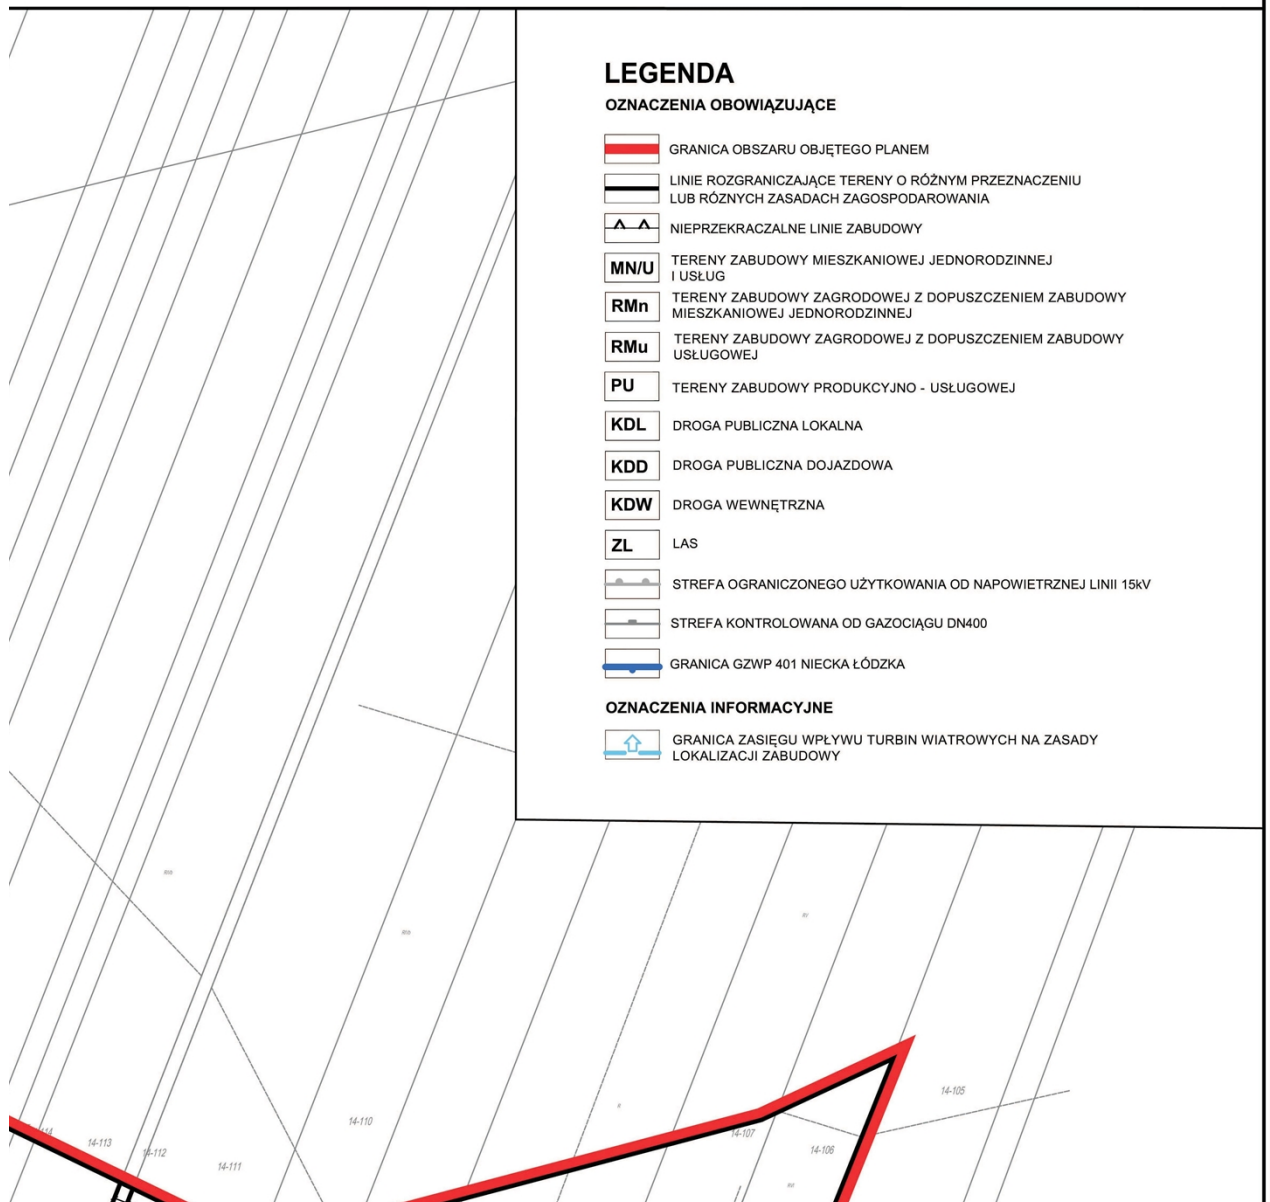 LEGENDA
OZNACZENIA OBOWIĄZUJĄCE
GRANICA OBSZARU OBJĘTEGO PLANEM
LINIE ROZGRANICZAJĄCE TERENY O RÓŻNYM PRZEZNACZENIU
LUB RÓZNYCH ZASADACH ZAGOSPODAROWANIA
NIEPRZEKRACZALNE LINIE ZABUDOWY
MN/U TERENY ZABUDOWY MIESZKANIOWEJ JEDNORODZINNEJ
I USŁUG
RMn TERENY ZABUDOWY ZAGRODOWEJ Z DOPUSZCZENIEM ZABUDOWY
MIESZKANIOWEJ JEDNORODZINNEJ
RMu TERENY ZABUDOWY ZAGRODOWEJ Z DOPUSZCZENIEM ZABUDOWY
USŁUGOWEJ
PU TERENY ZABUDOWY PRODUKCYJNO - USŁUGOWEJ
KDL DROGA PUBLICZNA LOKALNA
KDD DROGA PUBLICZNA DOJAZDOWA
KDW DROGA WEWNĘTRZNA
ZL LAS
STREFA OGRANICZONEGO UŻYTKOWANIA OD NAPOWIETRZNEJ LINII 15kV
STREFA KONTROLOWANA OD GAZOCIĄGU DN400
GRANICA GZWP 401 NIECKA ŁÓDZKA
OZNACZENIA INFORMACYJNE
GRANICA ZASIĘGU WPŁYWU TURBIN WIATROWYCH NA ZASADY
LOKALIZACJI ZABUDOWY
14-105
14-110
14-107
14-113
14-106
14-112
14-111